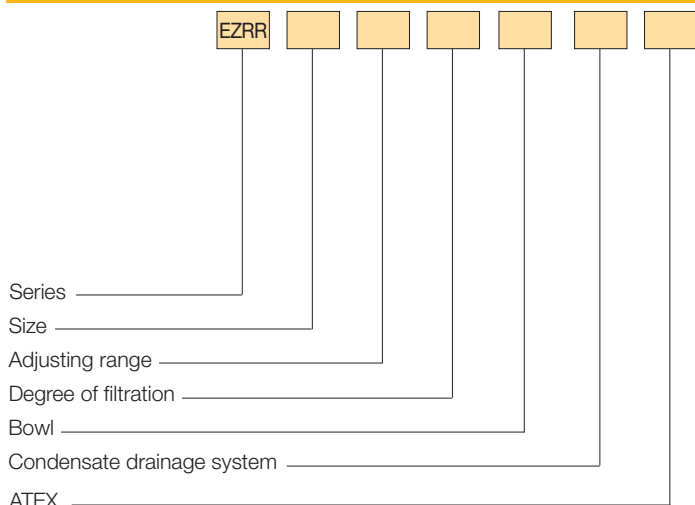 EZRR
Series
Size
Adjusting range
Degree of filtration
Bowl
Condensate drainage system
ATEX